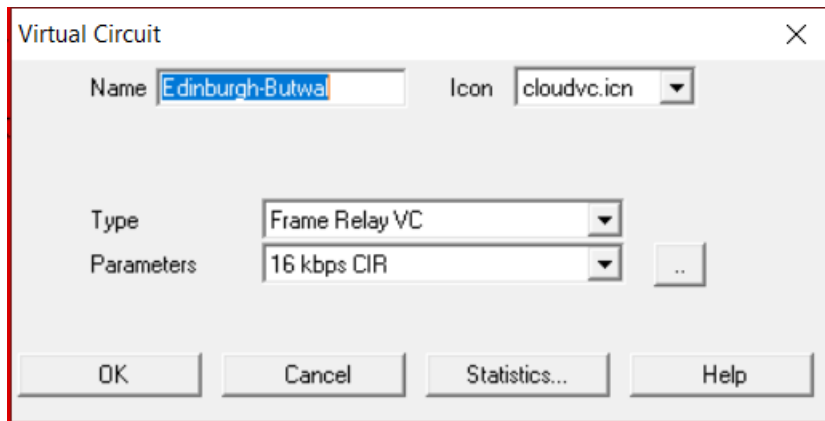 Virtual Circuit
Name Edinburgh-Butwal Icon cloudvc.icn
Type Frame Relay VC
Parameters 16 kbps CIR ..
OK Cancel Statistics... Help